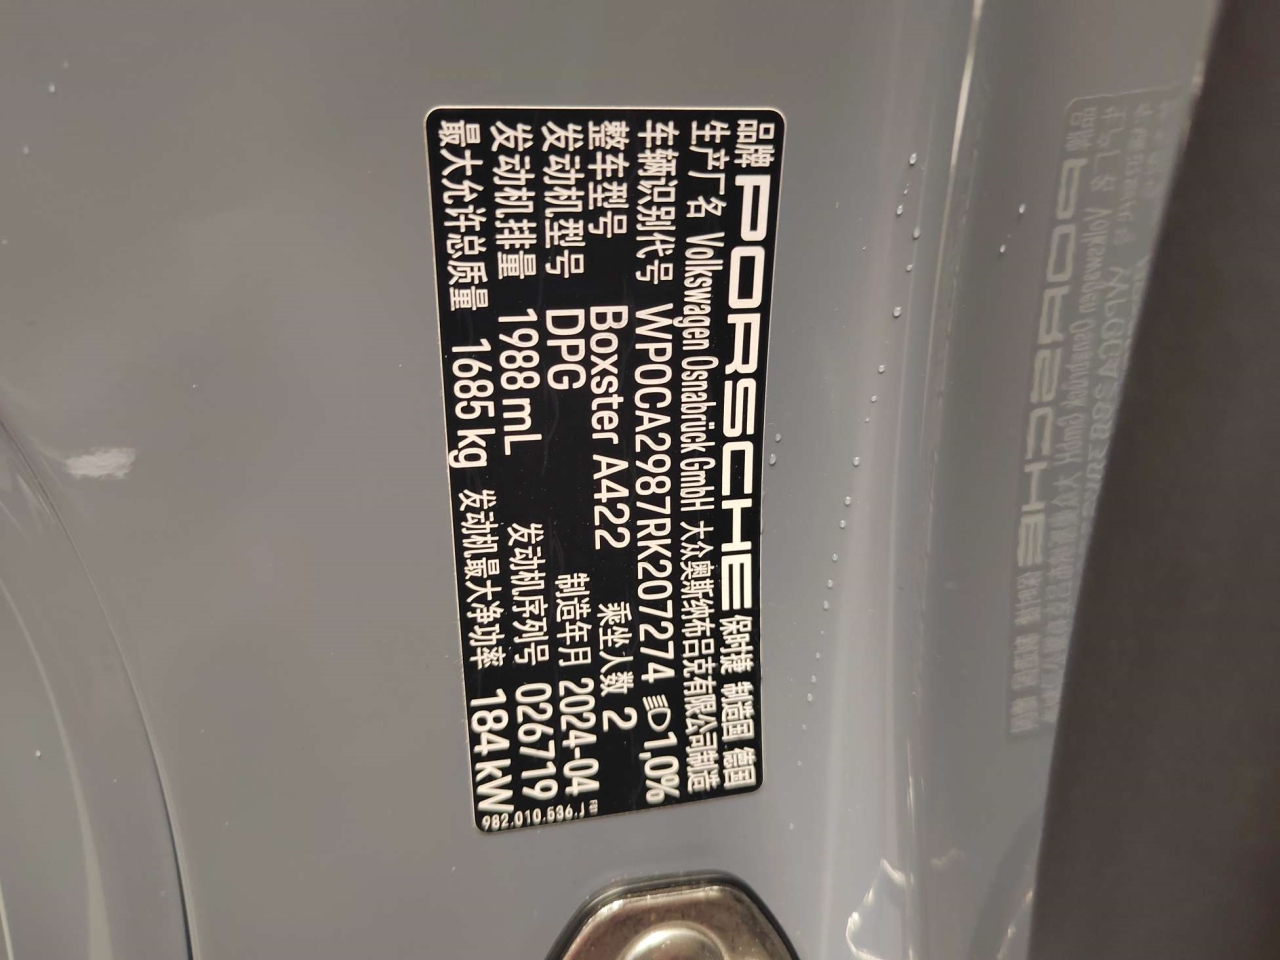 品牌 PORSCHE 保时捷 制造国 德国
生产厂名 Volkswagen Osnabrück GmbH 大众奥斯纳布吕克有限公司制造
车辆识别代号 WP0CA2987RK207274 1,0%
整车型号 Boxster A422 乘坐人数 2
发动机型号 DPG 制造年月 2024-04
发动机排量 1988 mL 发动机序列号 026719
最大允许总质量 1685 kg 发动机最大净功率 184 kW
982.010.536.J